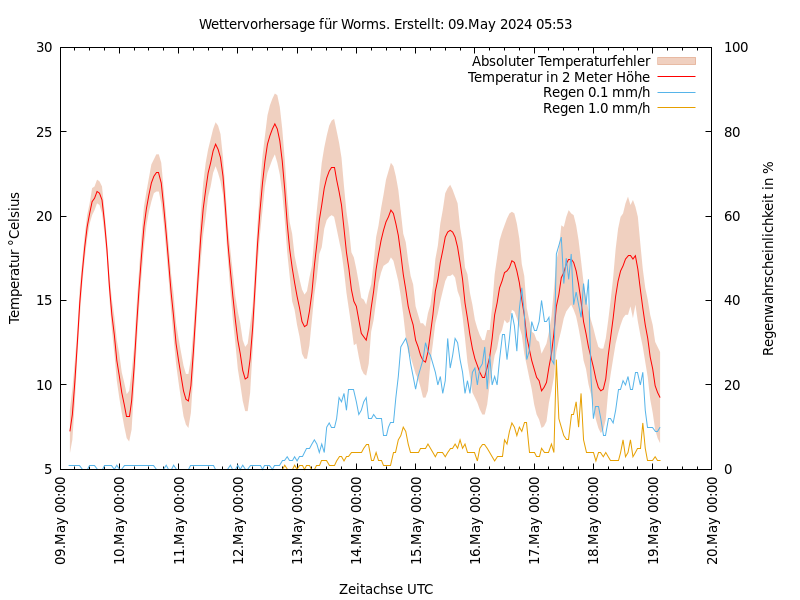 Wettervorhersage für Worms. Erstellt: 09.May 2024 05:53
Absoluter Temperaturfehler
Temperatur in 2 Meter Höhe
Regen 0.1 mm/h
Regen 1.0 mm/h
Temperatur °Celsius
30
25
20
15
10
5
100
80
60
40
20
0
Regenwahrscheinlichkeit in %
09.May 00:00
10.May 00:00
11.May 00:00
12.May 00:00
13.May 00:00
14.May 00:00
15.May 00:00
16.May 00:00
17.May 00:00
18.May 00:00
19.May 00:00
20.May 00:00
Zeitachse UTC